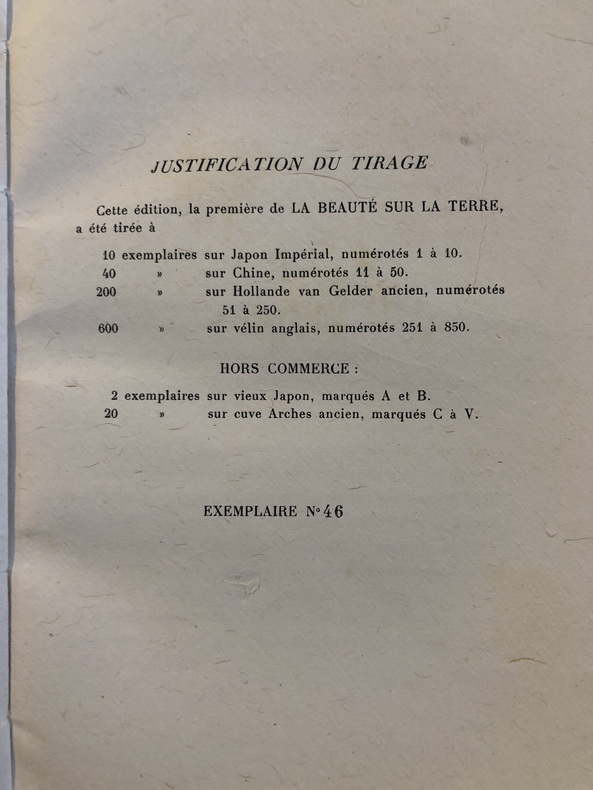 JUSTIFICATION DU TIRAGE
Cette édition, la première de LA BEAUTÉ SUR LA TERRE,
a été tirée à
10 exemplaires sur Japon Impérial, numérotés 1 à 10.
40 » sur Chine, numérotés 11 à 50.
200 » sur Hollande van Gelder ancien, numérotés
51 à 250.
600 » sur vélin anglais, numérotés 251 à 850.
HORS COMMERCE :
2 exemplaires sur vieux Japon, marqués A et B.
20 » sur cuve Arches ancien, marqués C à V.
EXEMPLAIRE N° 46